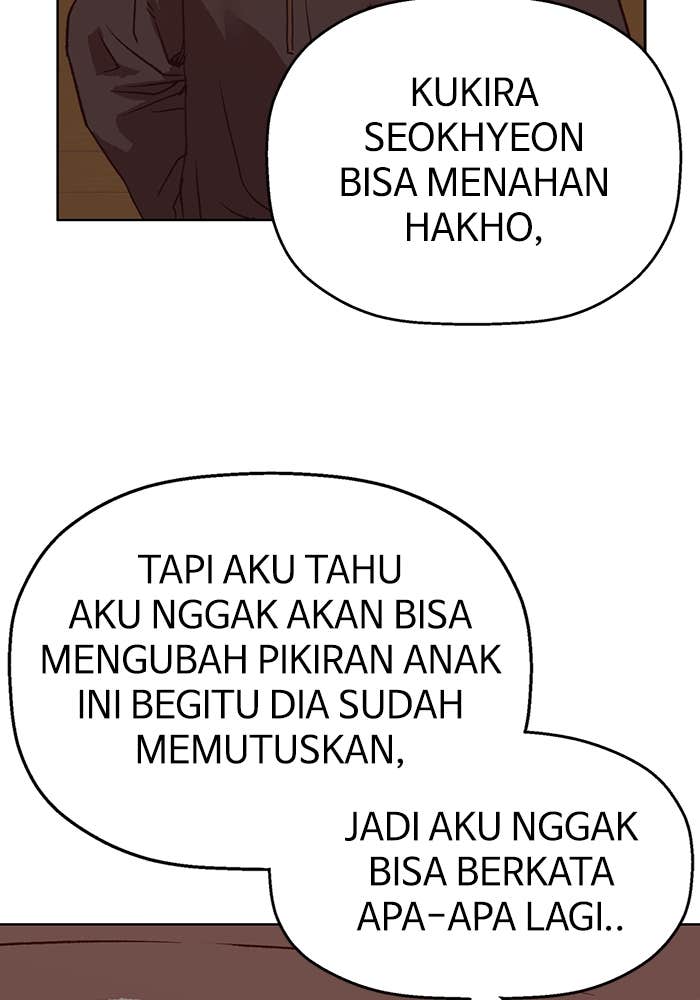 KUKIRA
SEOKHYEON
BISA MENAHAN
HAKHO,
TAPI AKU TAHU
AKU NGGAK AKAN BISA
MENGUBAH PIKIRAN ANAK
INI BEGITU DIA SUDAH
MEMUTUSKAN,
JADI AKU NGGAK
BISA BERKATA
APA-APA LAGI..